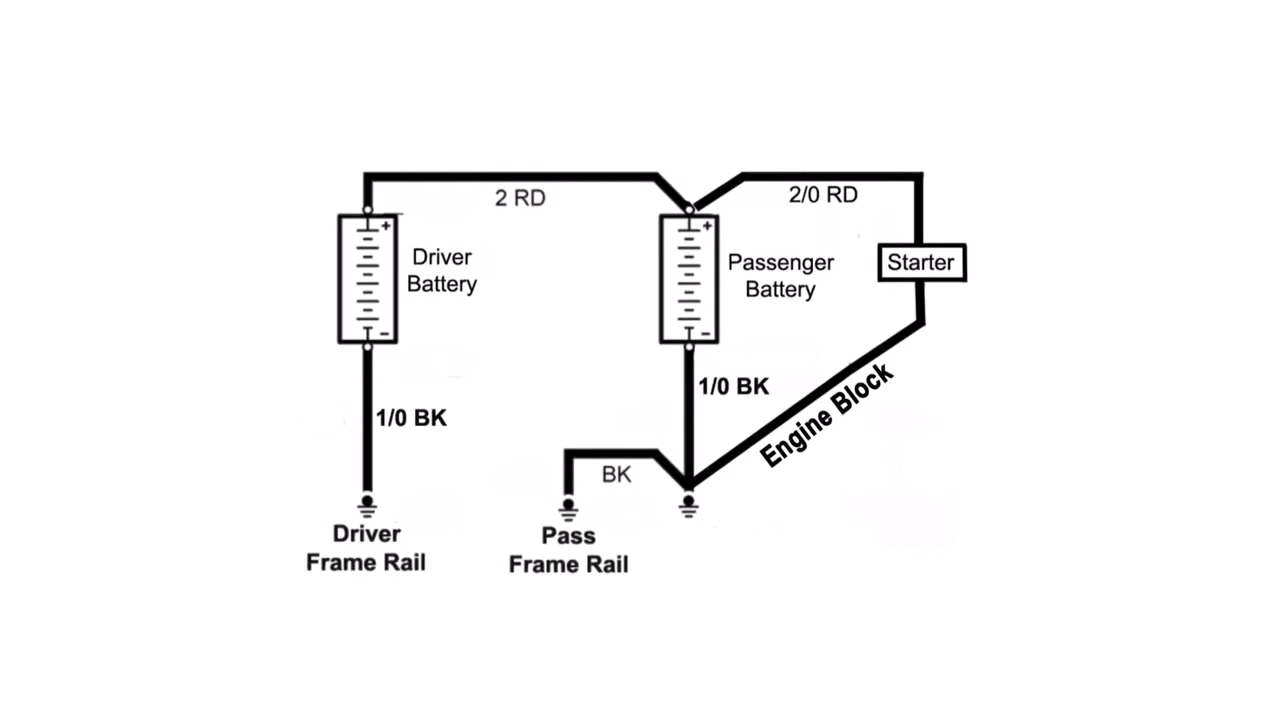 2 RD
2/0 RD
+
+
Driver
Battery
Passenger
Battery
Starter
−
−
1/0 BK
1/0 BK
Engine Block
BK
Driver
Frame Rail
Pass
Frame Rail